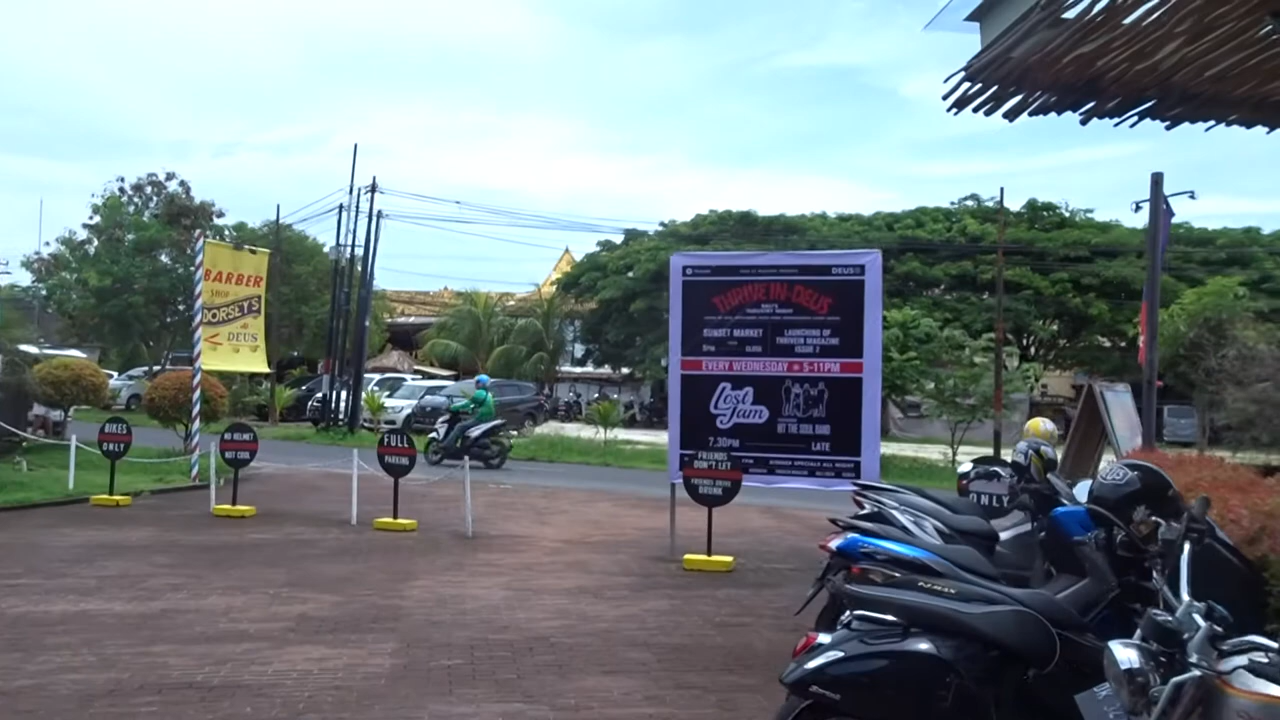 BARBER
SHOP
DORSEY'S
DEUS
BIKES
ONLY
NO HELMET
NOT COOL
FULL
PARKING
DEUS
THRIVE IN-DEUS
SUNSET MARKET
5PM
LAUNCHING OF
THRIVEIN MAGAZINE
ISSUE 2
EVERY WEDNESDAY 5-11PM
Lost
Jam
HIT THE SOUL BAND
7.30PM
LATE
FRIENDS
DON'T LET
FRIENDS DRIVE
DRUNK
ONLY
NMAX
DK